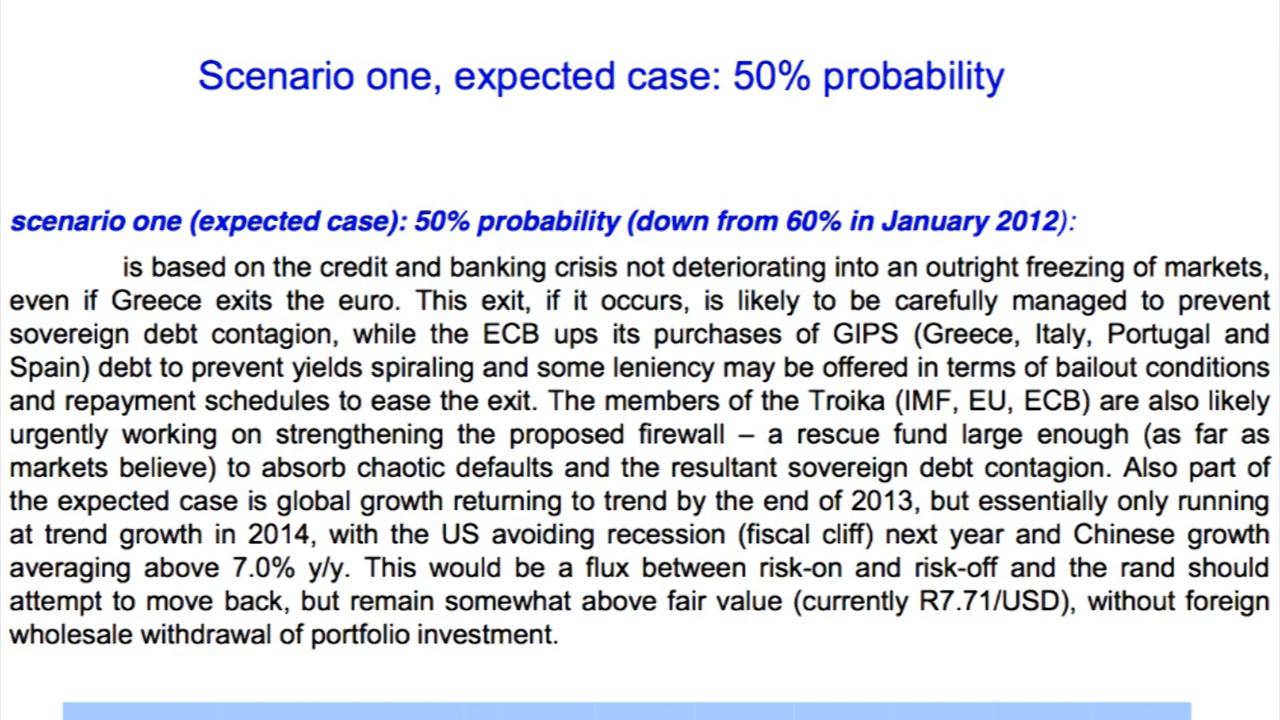 Scenario one, expected case: 50% probability
scenario one (expected case): 50% probability (down from 60% in January 2012):
is based on the credit and banking crisis not deteriorating into an outright freezing of markets,
even if Greece exits the euro. This exit, if it occurs, is likely to be carefully managed to prevent
sovereign debt contagion, while the ECB ups its purchases of GIPS (Greece, Italy, Portugal and
Spain) debt to prevent yields spiraling and some leniency may be offered in terms of bailout conditions
and repayment schedules to ease the exit. The members of the Troika (IMF, EU, ECB) are also likely
urgently working on strengthening the proposed firewall – a rescue fund large enough (as far as
markets believe) to absorb chaotic defaults and the resultant sovereign debt contagion. Also part of
the expected case is global growth returning to trend by the end of 2013, but essentially only running
at trend growth in 2014, with the US avoiding recession (fiscal cliff) next year and Chinese growth
averaging above 7.0% y/y. This would be a flux between risk-on and risk-off and the rand should
attempt to move back, but remain somewhat above fair value (currently R7.71/USD), without foreign
wholesale withdrawal of portfolio investment.